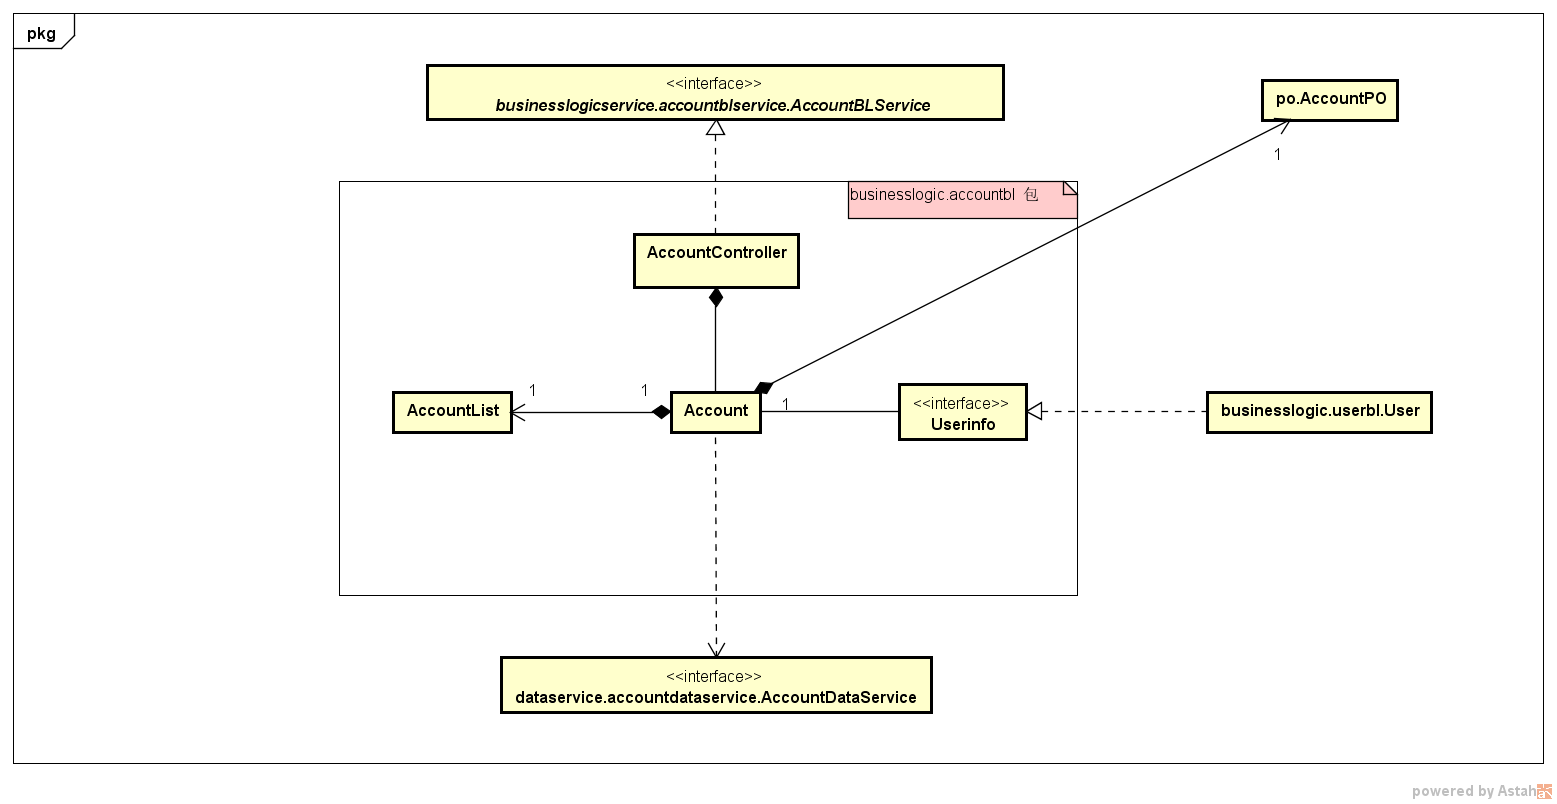 pkg
<<interface>>
businesslogicservice.accountblservice.AccountBLService
po.AccountPO
1
businesslogic.accountbl 包
AccountController
AccountList
1
1
Account
1
<<interface>>
Userinfo
businesslogic.userbl.User
<<interface>>
dataservice.accountdataservice.AccountDataService
powered by Astah